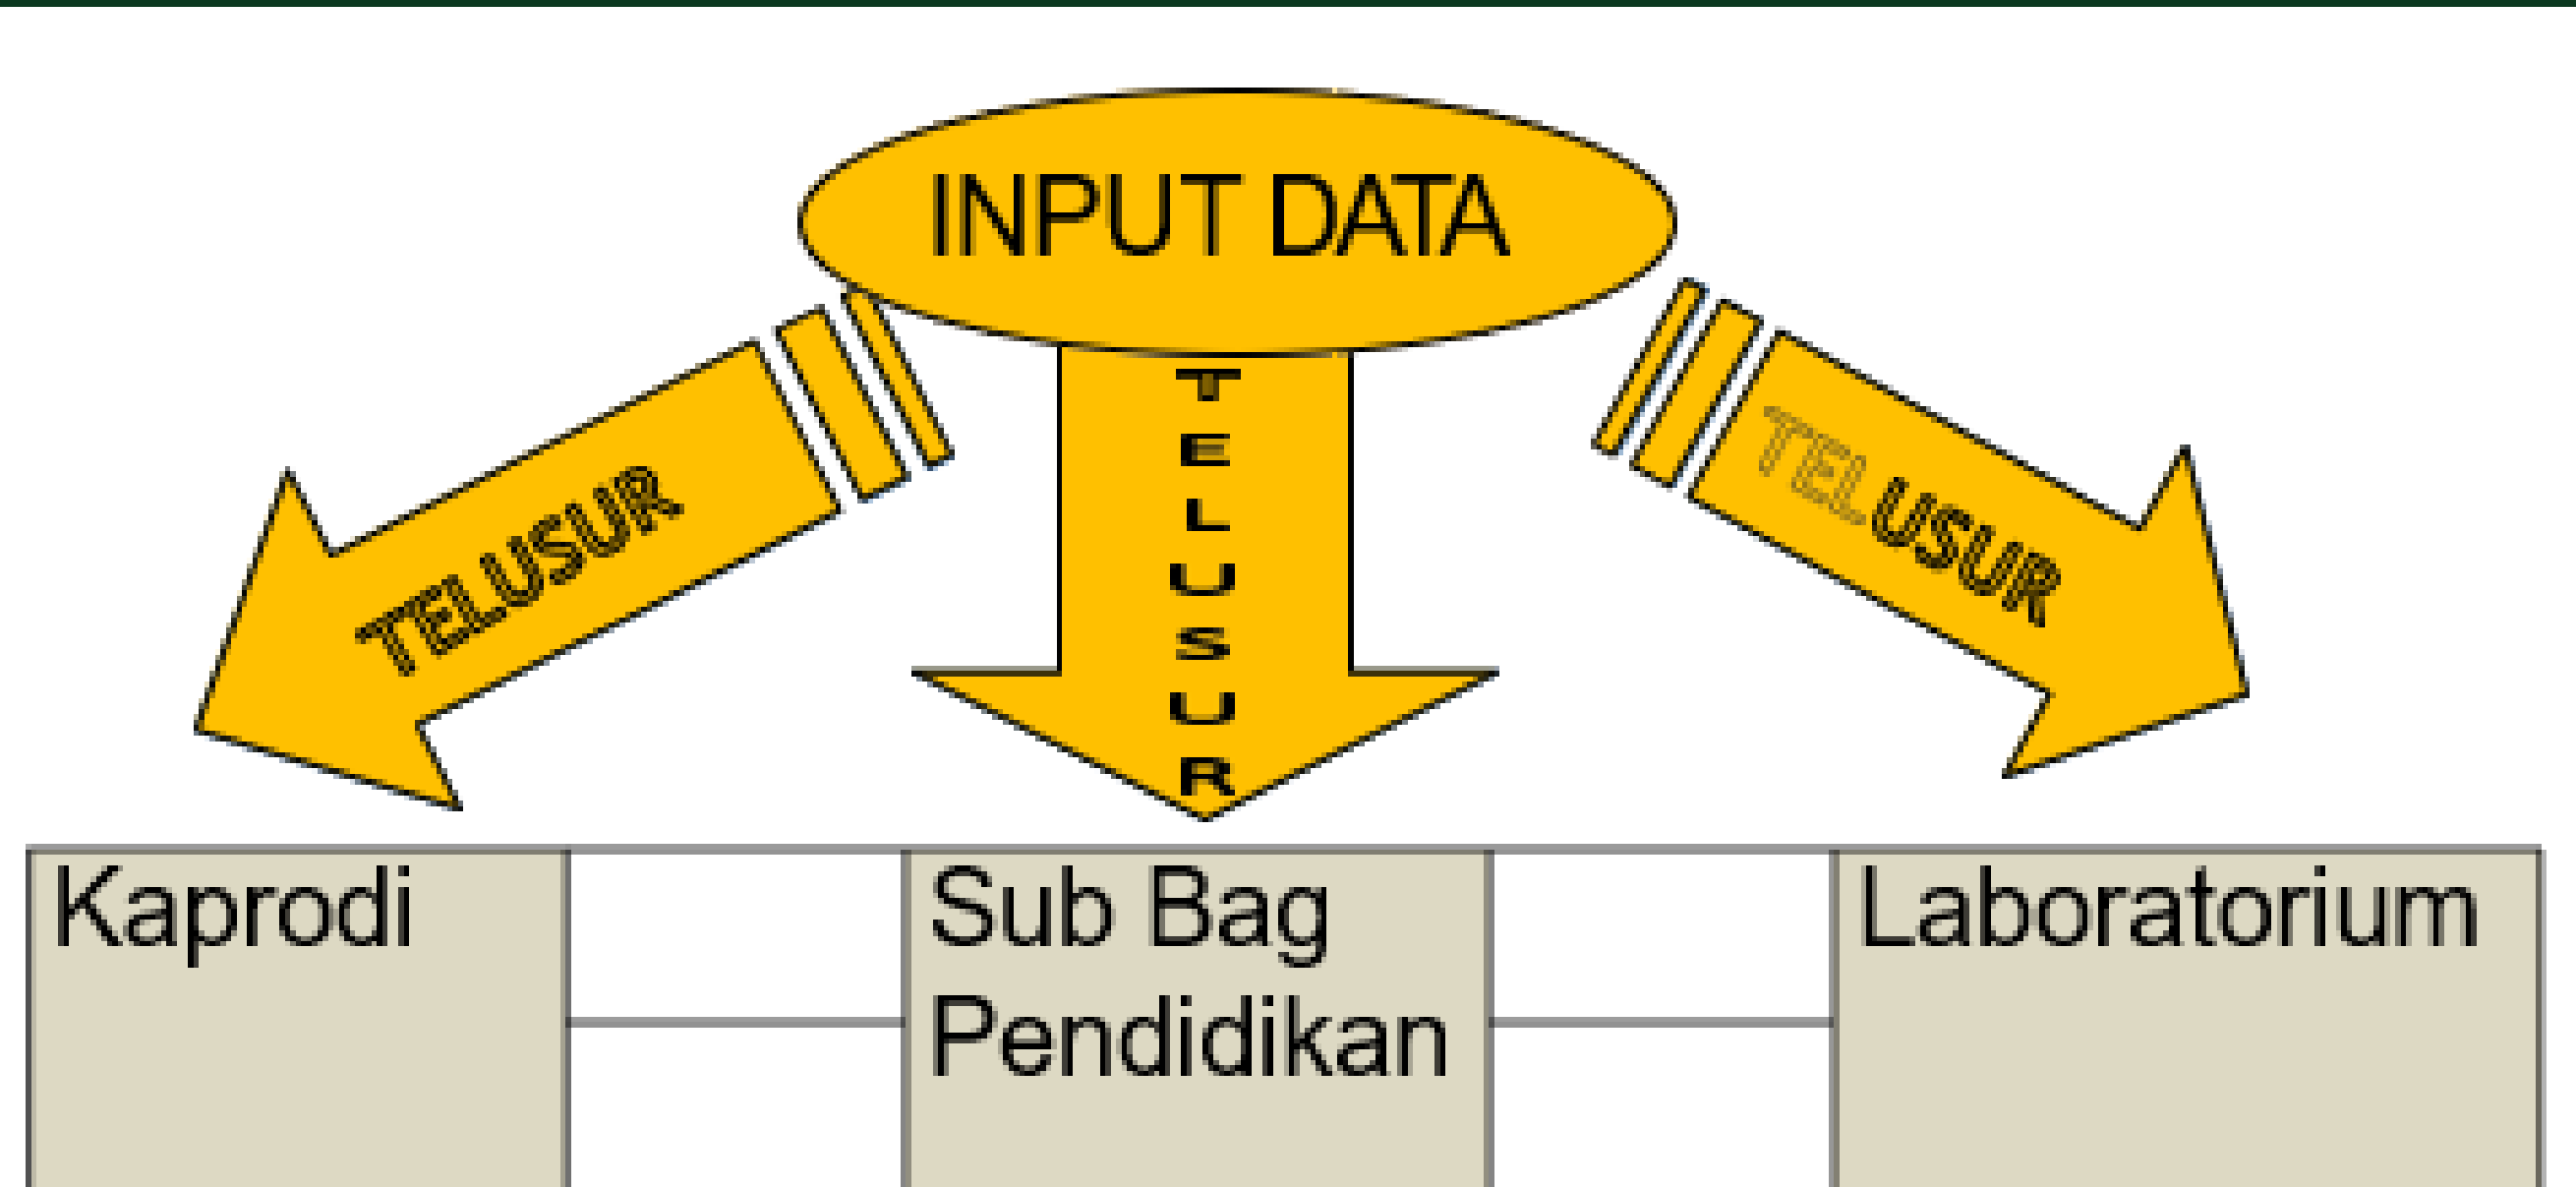 INPUT DATA
TELUSUR
TELUSUR
TELUSUR
Kaprodi
Sub Bag
Pendidikan
Laboratorium